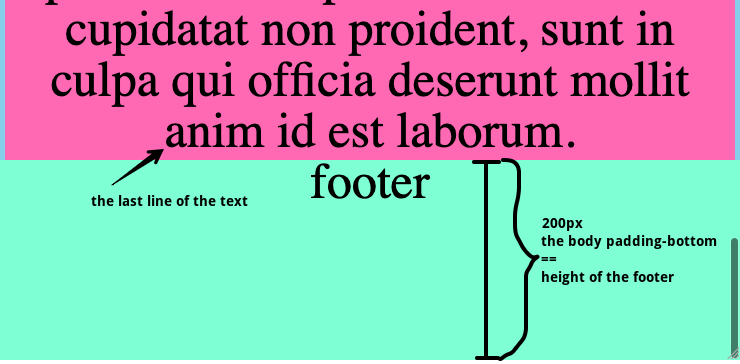 cupidatat non proident, sunt in
culpa qui officia deserunt mollit
anim id est laborum.
the last line of the text
footer
200px
the body padding-bottom
==
height of the footer